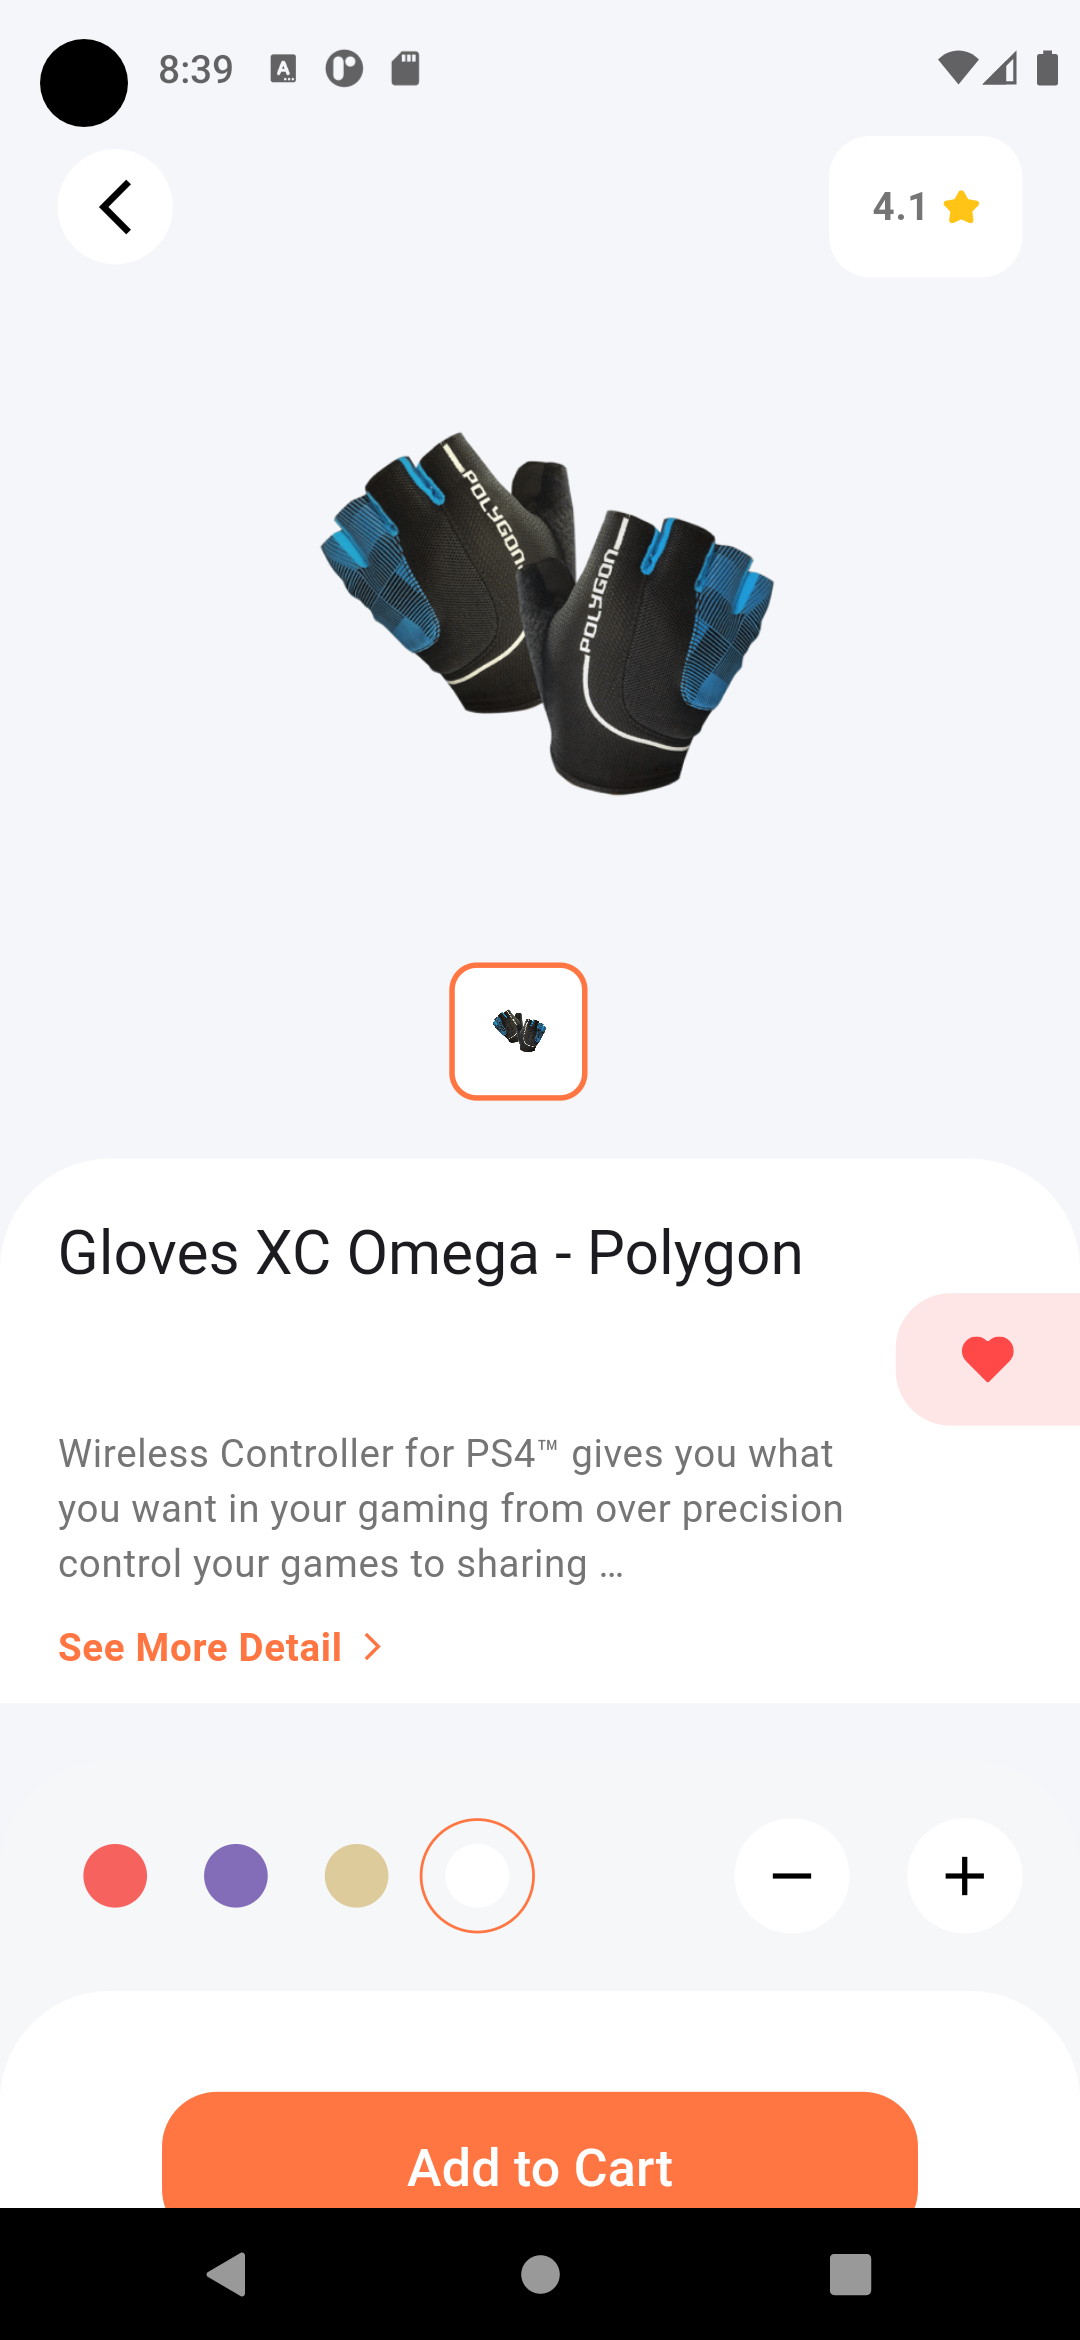 8:39
4.1
POLYGON
POLYGON
Gloves XC Omega - Polygon
Wireless Controller for PS4™ gives you what
you want in your gaming from over precision
control your games to sharing …
See More Detail
Add to Cart